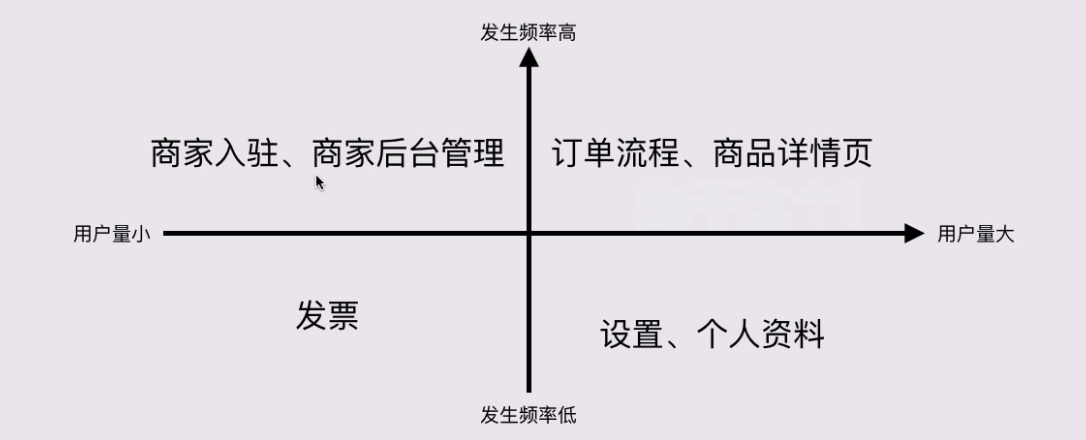 发生频率高
商家入驻、商家后台管理
订单流程、商品详情页
用户量小
用户量大
发票
设置、个人资料
发生频率低